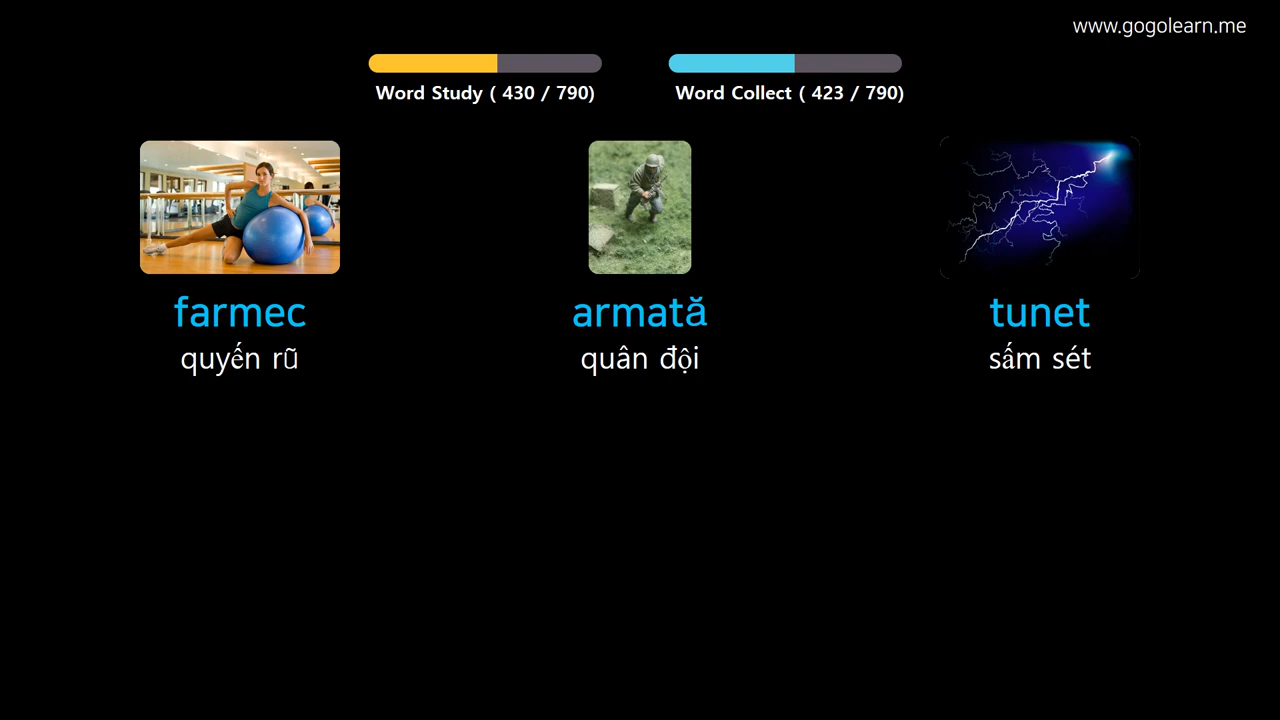 www.gogolearn.me
Word Study ( 430 / 790)
Word Collect ( 423 / 790)
farmec
armată
tunet
quyến rũ
quân đội
sấm sét